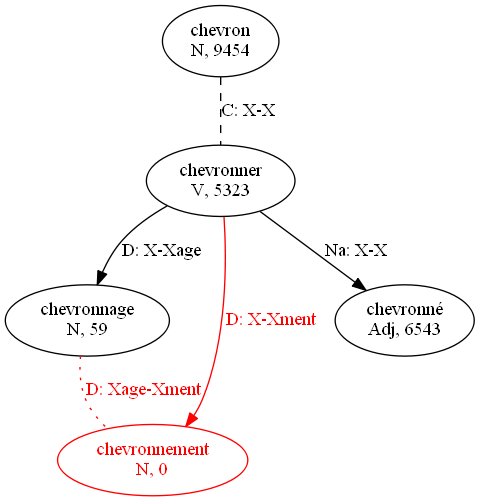 chevron
N, 9454
C: X-X
chevronner
V, 5323
D: X-Xage
Na: X-X
chevronnage
N, 59
D: X-Xment
chevronné
Adj, 6543
D: Xage-Xment
chevronnement
N, 0